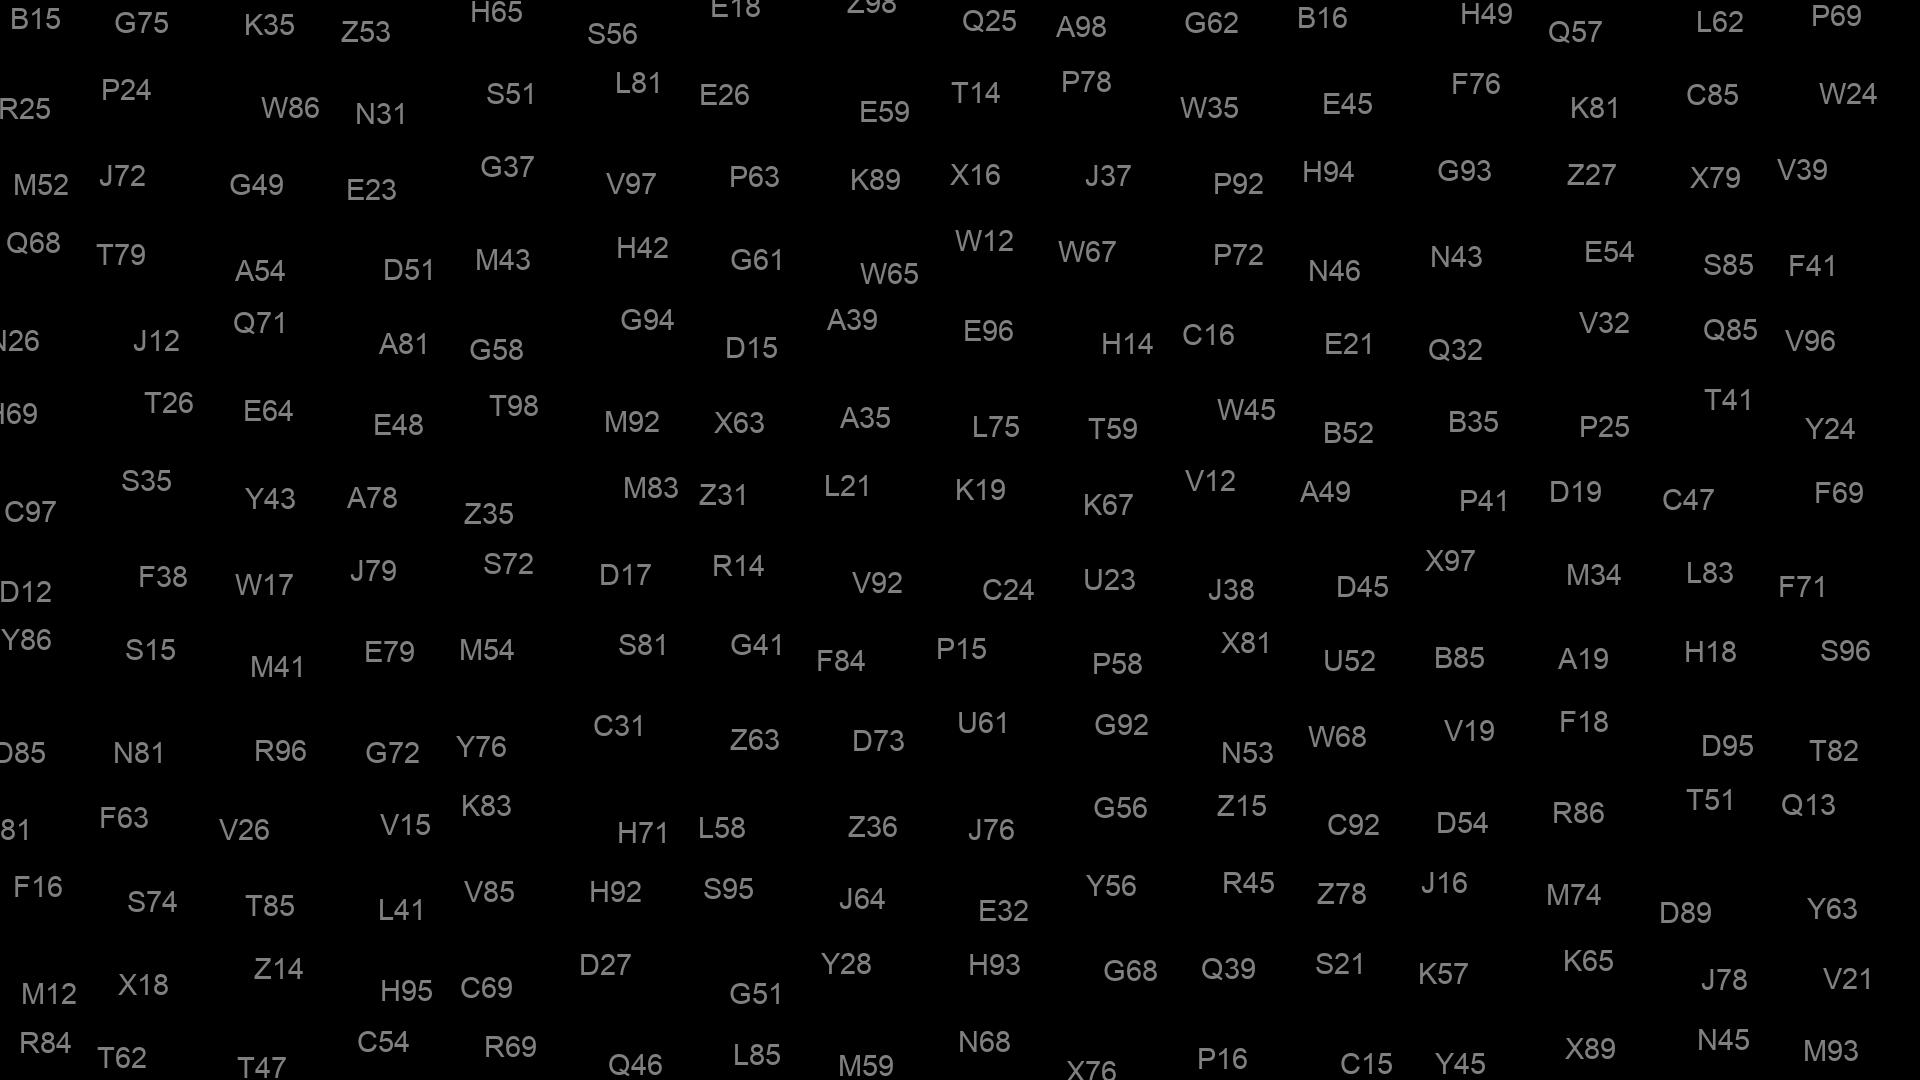 B15 G75 K35 Z53 H65 S56 E18 Z98 Q25 A98 G62 B16 H49 Q57 L62 P69
R25 P24 W86 N31 S51 L81 E26 E59 T14 P78 W35 E45 F76 K81 C85 W24
M52 J72 G49 E23 G37 V97 P63 K89 X16 J37 P92 H94 G93 Z27 X79 V39
Q68 T79 A54 D51 M43 H42 G61 W65 W12 W67 P72 N46 N43 E54 S85 F41
N26 J12 Q71 A81 G58 G94 D15 A39 E96 H14 C16 E21 Q32 V32 Q85 V96
H69 T26 E64 E48 T98 M92 X63 A35 L75 T59 W45 B52 B35 P25 T41 Y24
C97 S35 Y43 A78 Z35 M83 Z31 L21 K19 K67 V12 A49 P41 D19 C47 F69
D12 F38 W17 J79 S72 D17 R14 V92 C24 U23 J38 D45 X97 M34 L83 F71
Y86 S15 M41 E79 M54 S81 G41 F84 P15 P58 X81 U52 B85 A19 H18 S96
D85 N81 R96 G72 Y76 C31 Z63 D73 U61 G92 N53 W68 V19 F18 D95 T82
81 F63 V26 V15 K83 H71 L58 Z36 J76 G56 Z15 C92 D54 R86 T51 Q13
F16 S74 T85 L41 V85 H92 S95 J64 E32 Y56 R45 Z78 J16 M74 D89 Y63
M12 X18 Z14 H95 C69 D27 G51 Y28 H93 G68 Q39 S21 K57 K65 J78 V21
R84 T62 T47 C54 R69 Q46 L85 M59 N68 X76 P16 C15 Y45 X89 N45 M93